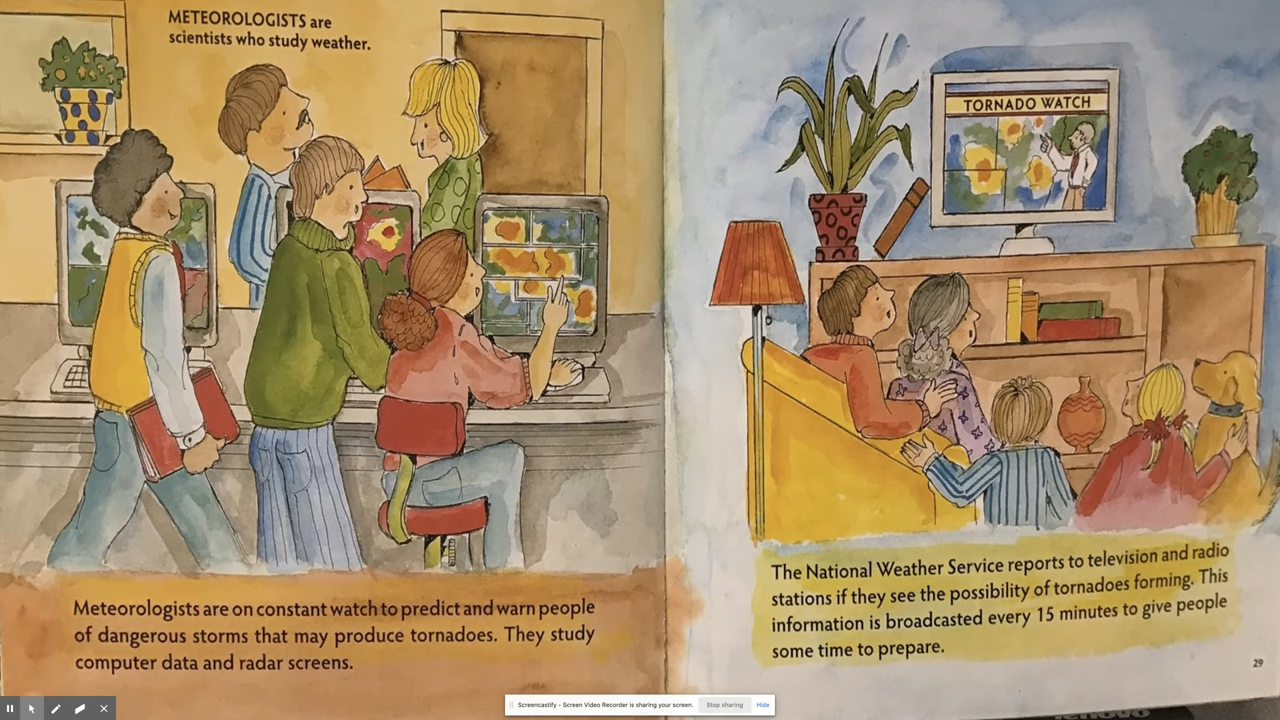 METEOROLOGISTS are
scientists who study weather.
TORNADO WATCH
Meteorologists are on constant watch to predict and warn people
of dangerous storms that may produce tornadoes. They study
computer data and radar screens.
The National Weather Service reports to television and radio
stations if they see the possibility of tornadoes forming. This
information is broadcasted every 15 minutes to give people
some time to prepare.
29
lenovo
Screencastify - Screen Video Recorder is sharing your screen.
Stop sharing
Hide